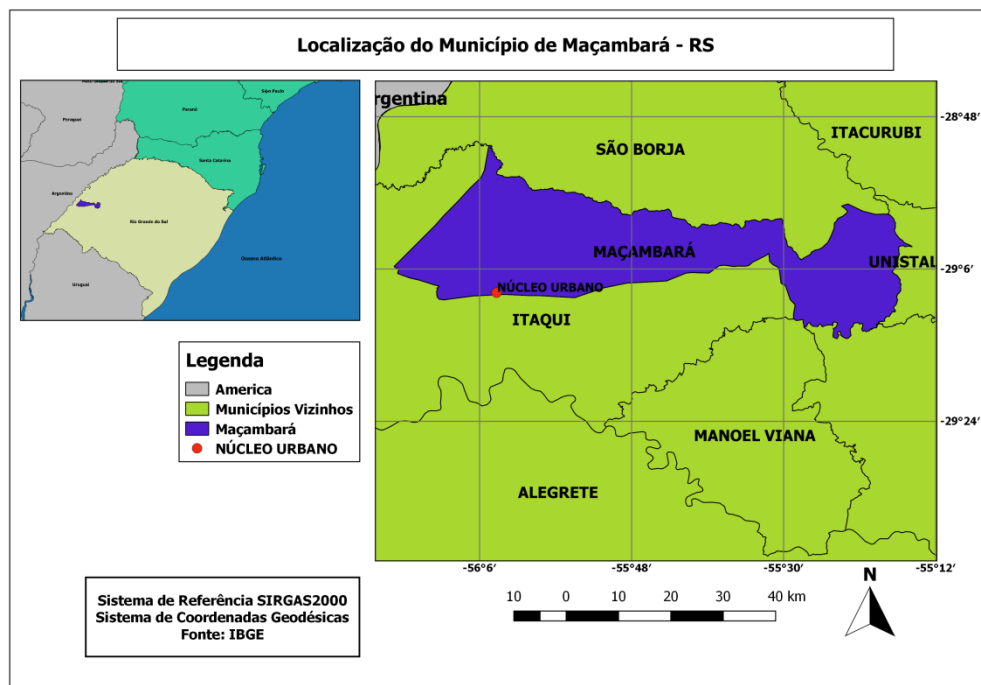 Localização do Município de Maçambará - RS
São Paulo
Paraná
Paraguai
Santa Catarina
Argentina
Rio Grande do Sul
Oceano Atlântico
Uruguai
rgentina
ITACURUBI
SÃO BORJA
MAÇAMBARÁ
UNISTAL
NÚCLEO URBANO
ITAQUI
MANOEL VIANA
ALEGRETE
-28°48'
-29°6'
-29°24'
-56°6'
-55°48'
-55°30'
-55°12'
Legenda
America
Municípios Vizinhos
Maçambará
NÚCLEO URBANO
Sistema de Referência SIRGAS2000
Sistema de Coordenadas Geodésicas
Fonte: IBGE
10 0 10 20 30 40 km
N